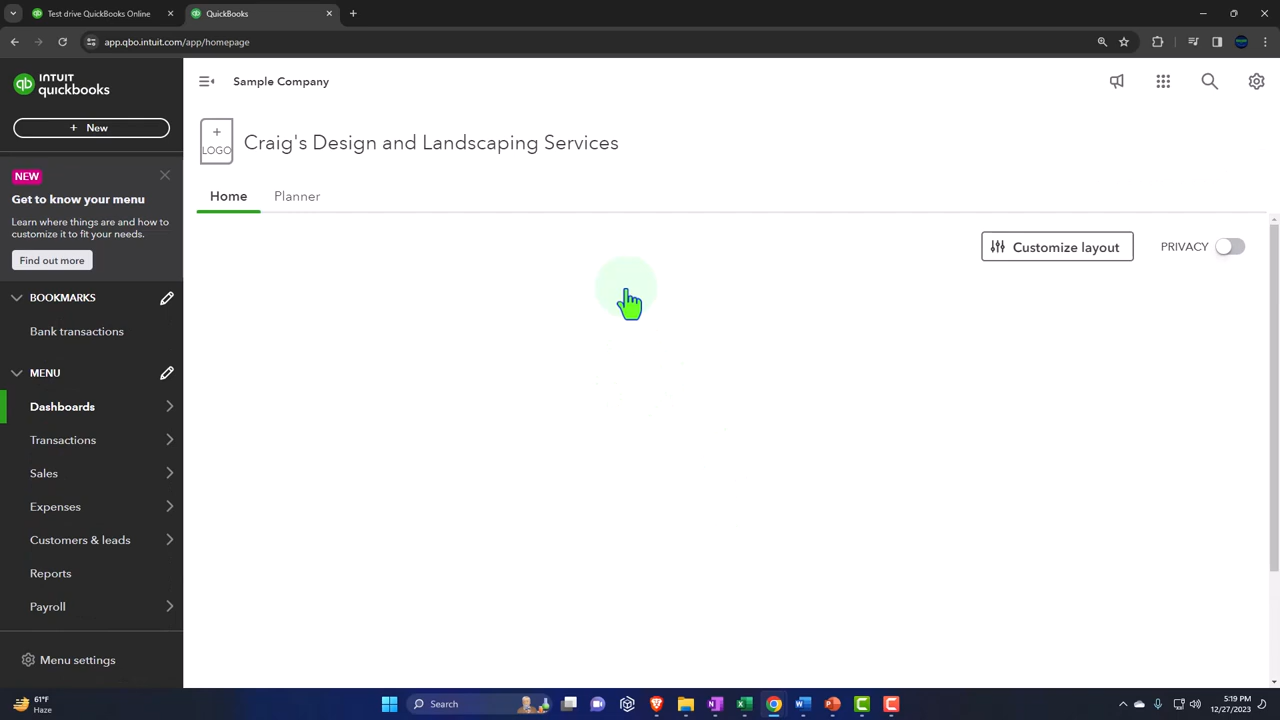 Test drive QuickBooks Online
QuickBooks
app.qbo.intuit.com/app/homepage
qb INTUIT quickbooks
Sample Company
+ New
+ LOGO
Craig's Design and Landscaping Services
NEW
Get to know your menu
Learn where things are and how to
customize it to fit your needs.
Find out more
Home Planner
Customize layout PRIVACY
BOOKMARKS
Bank transactions
MENU
Dashboards
Transactions
Sales
Expenses
Customers & leads
Reports
Payroll
Menu settings
61°F
Haze
Search
5:19 PM
12/27/2023